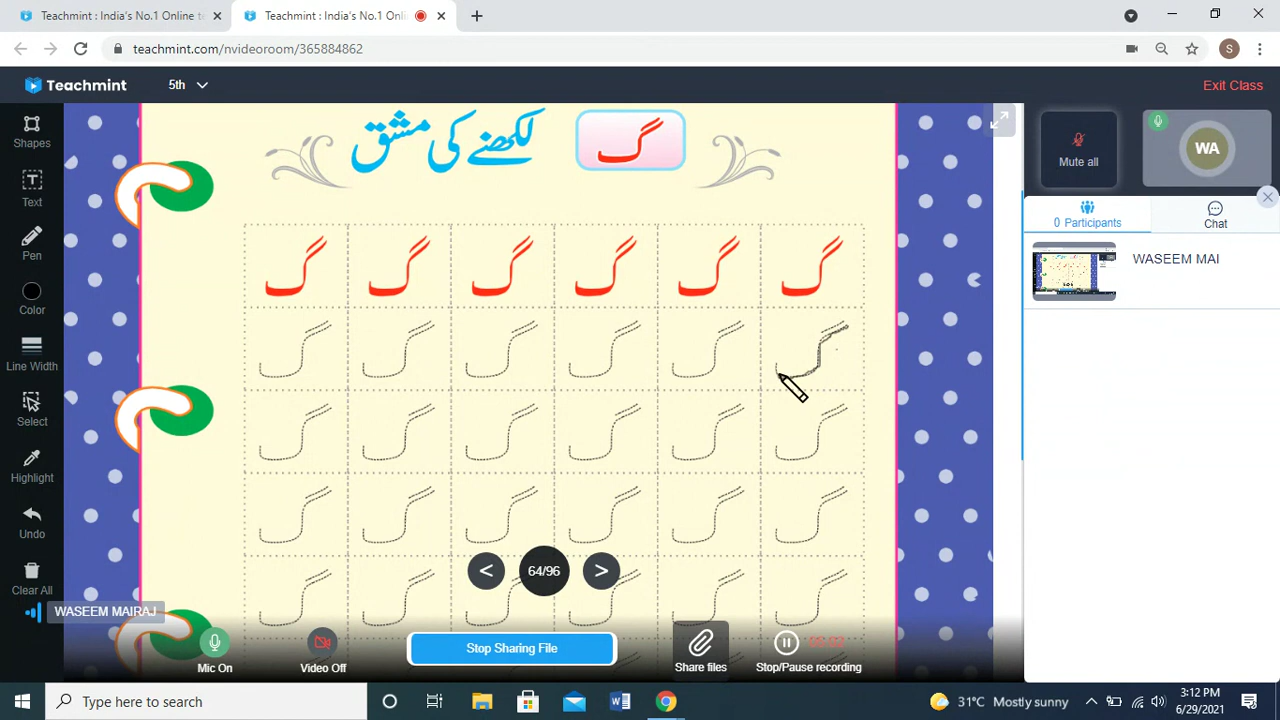 Teachmint : India's No.1 Online te
Teachmint : India's No.1 Onlin
teachmint.com/nvideoroom/365884862
S
Teachmint
5th
Exit Class
Shapes
Text
Pen
Color
Line Width
Select
Highlight
Undo
Clear All
لکھنے کی مشق
گ
گ گ گ گ گ گ
گ گ گ گ گ گ
گ گ گ گ گ گ
گ گ گ گ گ گ
گ گ گ گ گ گ
Mute all
WA
0 Participants
Chat
WASEEM MAI
<
64/96
>
WASEEM MAIRAJ
Mic On
Video Off
Stop Sharing File
Share files
Stop/Pause recording
Type here to search
31°C Mostly sunny
3:12 PM
6/29/2021